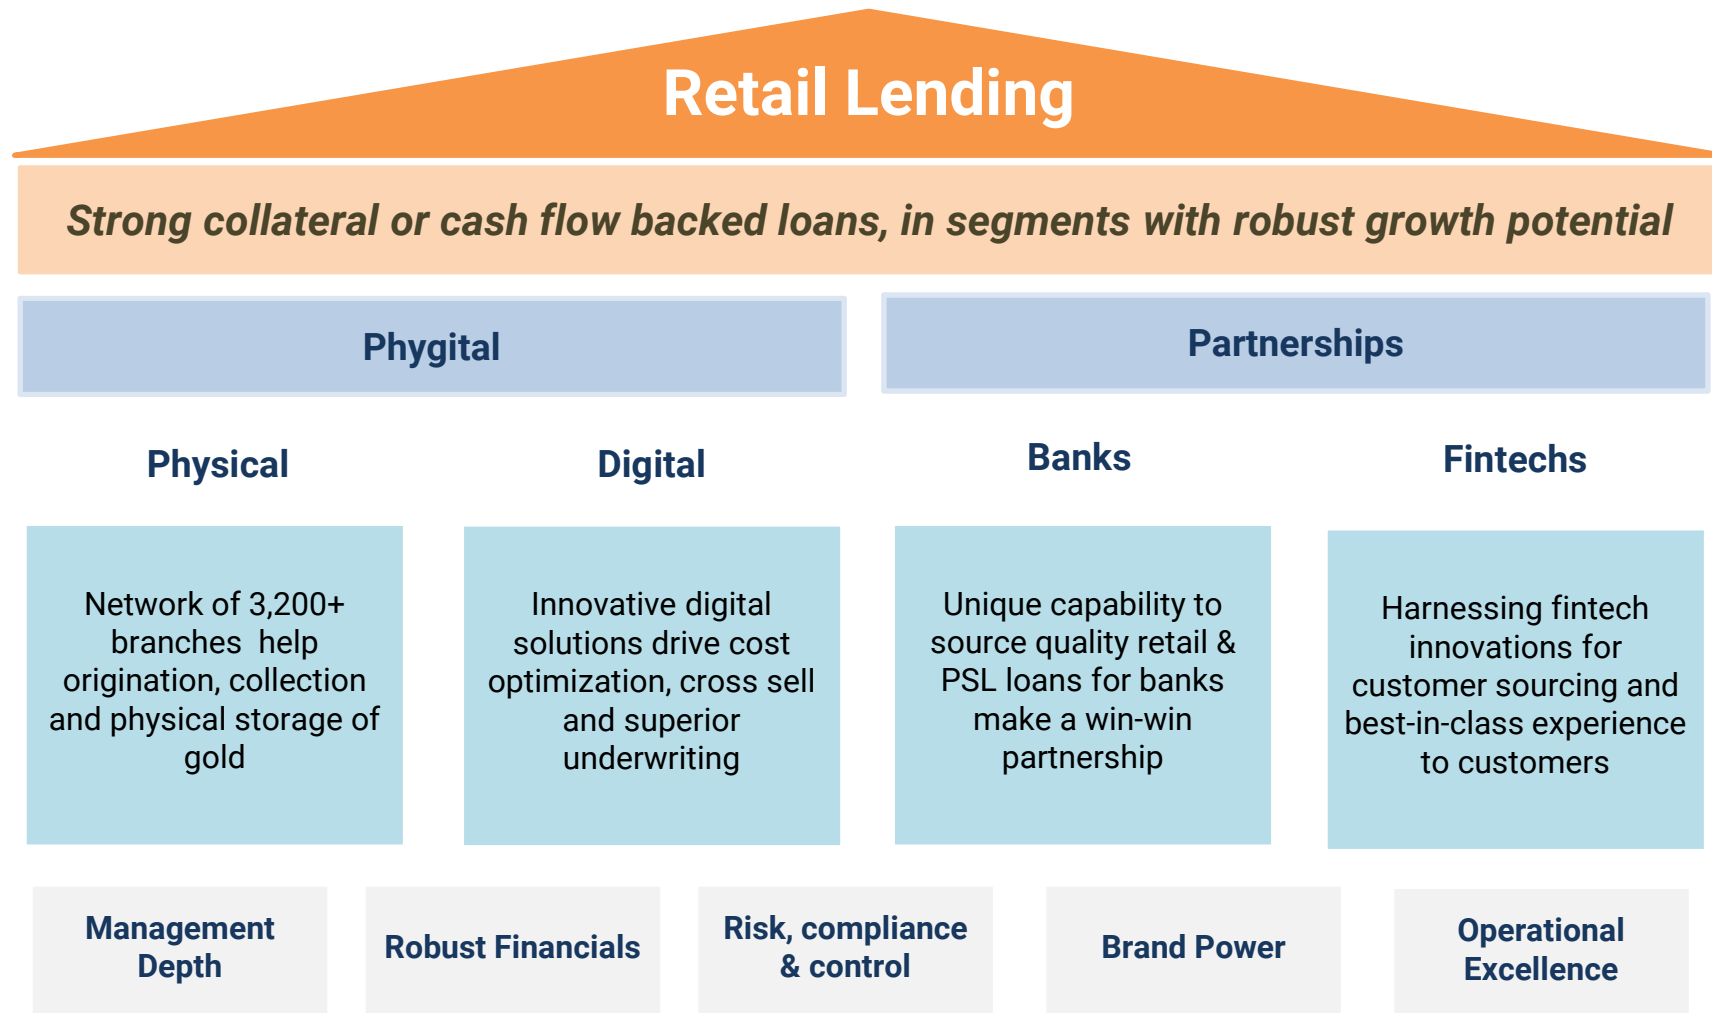 Retail Lending
Strong collateral or cash flow backed loans, in segments with robust growth potential
Phygital
Partnerships
Physical
Digital
Banks
Fintechs
Network of 3,200+
branches  help
origination, collection
and physical storage of
gold
Innovative digital
solutions drive cost
optimization, cross sell
and superior
underwriting
Unique capability to
source quality retail &
PSL loans for banks
make a win-win
partnership
Harnessing fintech
innovations for
customer sourcing and
best-in-class experience
to customers
Management
Depth
Robust Financials
Risk, compliance
& control
Brand Power
Operational
Excellence